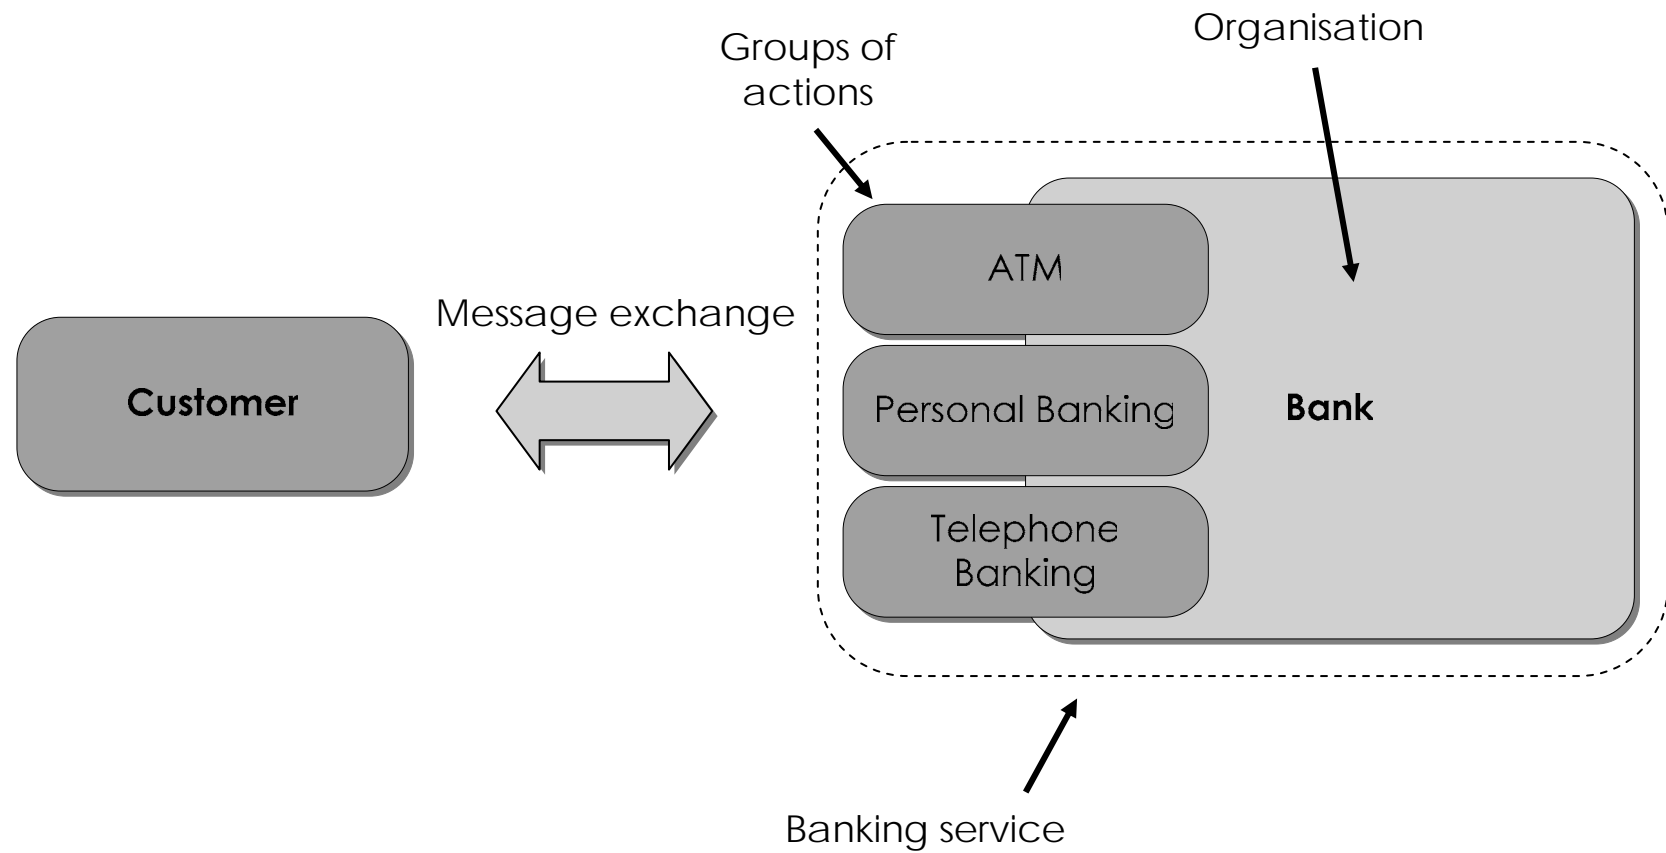 Organisation
Groups of
actions
ATM
Message exchange
Customer
Personal Banking
Bank
Telephone
Banking
Banking service